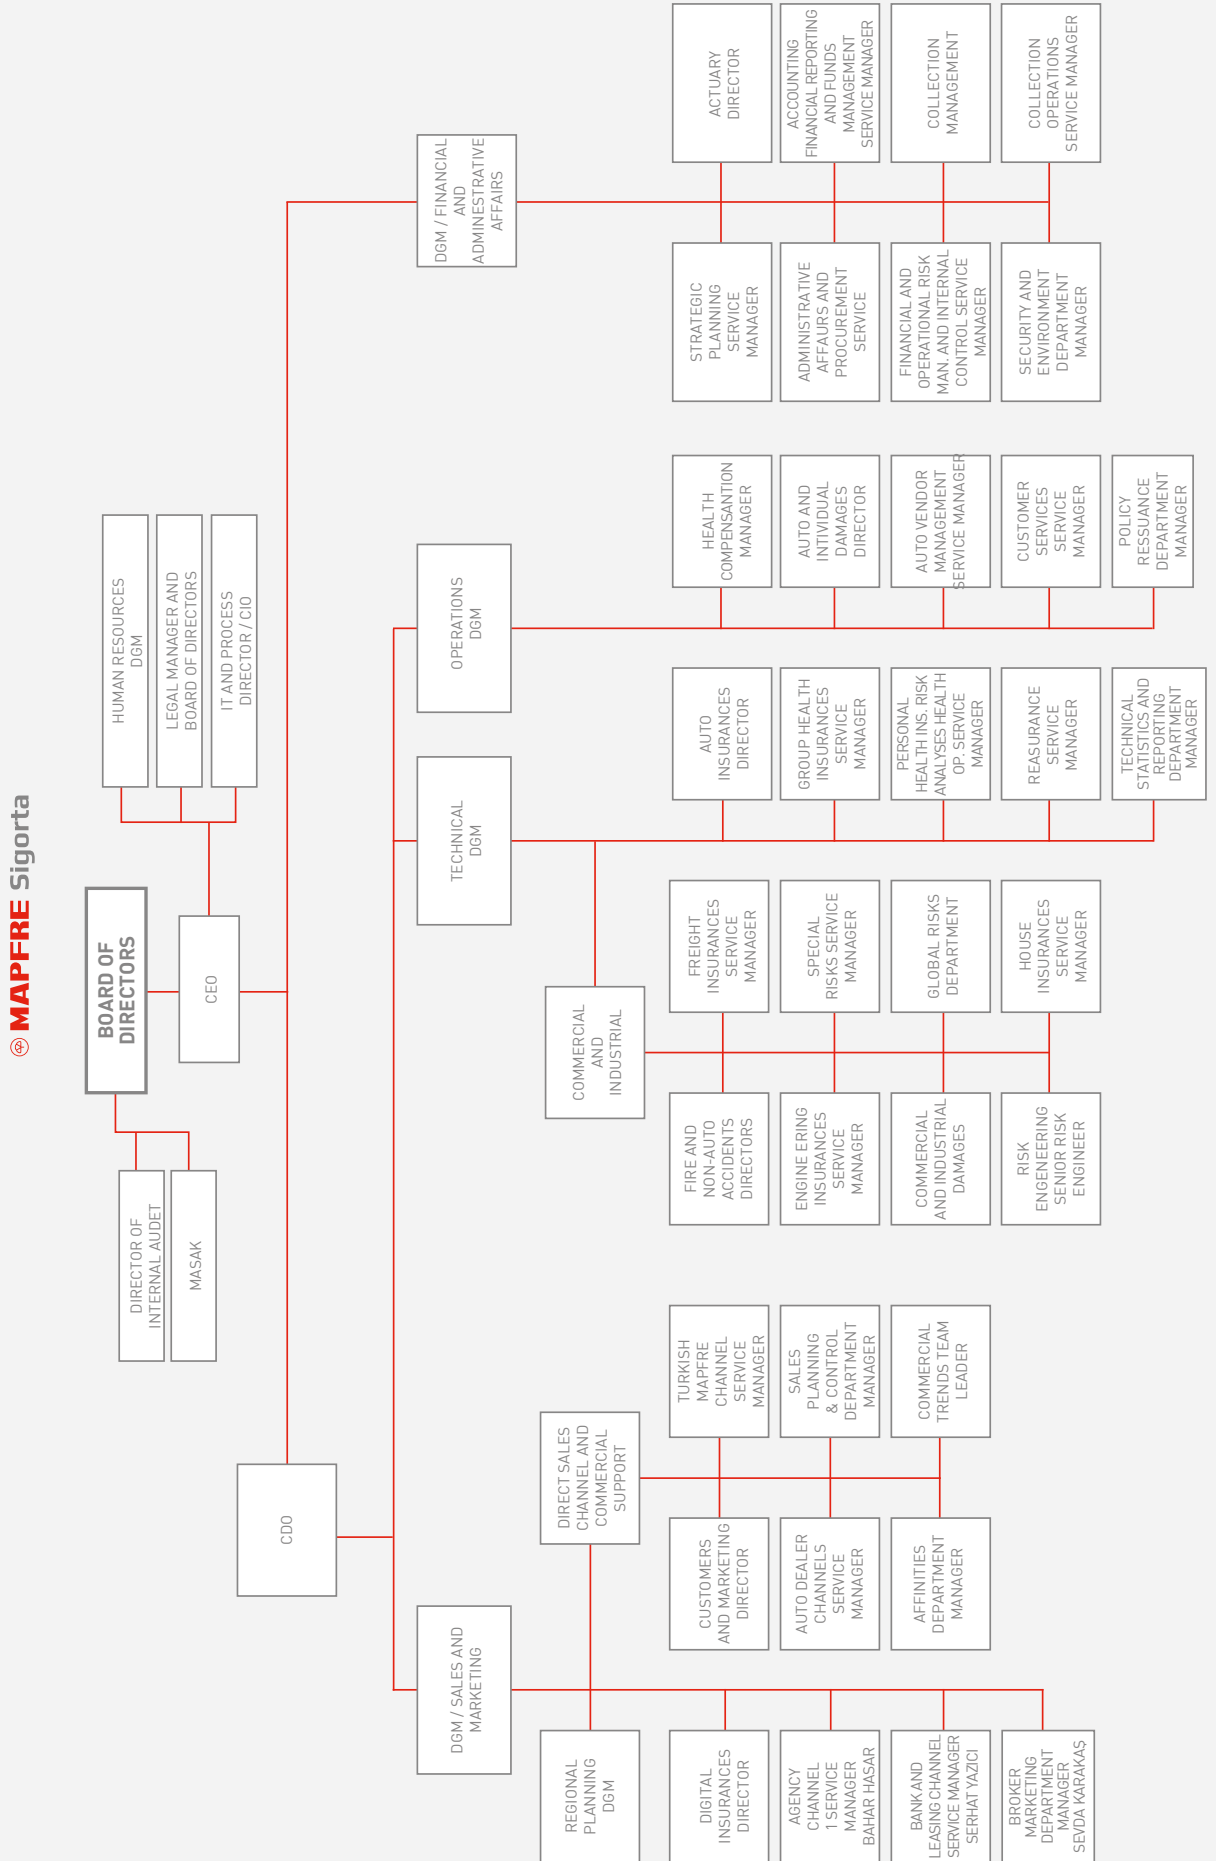 MAPFRE Sigorta
BOARD OF
DIRECTORS
DIRECTOR OF
INTERNAL AUDET
MASAK
CEO
HUMAN RESOURCES
DGM
LEGAL MANAGER AND
BOARD OF DIRECTORS
IT AND PROCESS
DIRECTOR / CIO
CDO
DGM / SALES AND
MARKETING
TECHNICAL
DGM
OPERATIONS
DGM
DGM / FINANCIAL
AND
ADMINESTRATIVE
AFFAIRS
REGIONAL
PLANNING
DGM
DIRECT SALES
CHANNEL AND
COMMERCIAL
SUPPORT
COMMERCIAL
AND
INDUSTRIAL
DIGITAL
INSURANCES
DIRECTOR
CUSTOMERS
AND MARKETING
DIRECTOR
TURKISH
MAPFRE
CHANNEL
SERVICE
MANAGER
FIRE AND
NON-AUTO
ACCIDENTS
DIRECTORS
FREIGHT
INSURANCES
SERVICE
MANAGER
AUTO
INSURANCES
DIRECTOR
HEALTH
COMPENSANTION
MANAGER
STRATEGIC
PLANNING
SERVICE
MANAGER
ACTUARY
DIRECTOR
AGENCY
CHANNEL
1 SERVICE
MANAGER
BAHAR HASAR
AUTO DEALER
CHANNELS
SERVICE
MANAGER
SALES
PLANNING
& CONTROL
DEPARTMENT
MANAGER
ENGINE ERING
INSURANCES
SERVICE
MANAGER
SPECIAL
RISKS SERVICE
MANAGER
GROUP HEALTH
INSURANCES
SERVICE
MANAGER
AUTO AND
INTIVIDUAL
DAMAGES
DIRECTOR
ADMINISTRATIVE
AFFAURS AND
PROCUREMENT
SERVICE
ACCOUNTING
FINANCIAL REPORTING
AND FUNDS
MANAGEMENT
SERVICE MANAGER
BANK AND
LEASING CHANNEL
SERVICE MANAGER
SERHAT YAZICI
AFFINITIES
DEPARTMENT
MANAGER
COMMERCIAL
TRENDS TEAM
LEADER
COMMERCIAL
AND INDUSTRIAL
DAMAGES
GLOBAL RISKS
DEPARTMENT
PERSONAL
HEALTH INS. RISK
ANALYSES HEALTH
OP. SERVICE
MANAGER
AUTO VENDOR
MANAGEMENT
SERVICE MANAGER
FINANCIAL AND
OPERATIONAL RISK
MAN. AND INTERNAL
CONTROL SERVICE
MANAGER
COLLECTION
MANAGEMENT
BROKER
MARKETING
DEPARTMENT
MANAGER
SEVDA KARAKAŞ
RISK
ENGENEERING
SENIOR RISK
ENGINEER
HOUSE
INSURANCES
SERVICE
MANAGER
REASURANCE
SERVICE
MANAGER
CUSTOMER
SERVICES
SERVICE
MANAGER
SECURITY AND
ENVIRONMENT
DEPARTMENT
MANAGER
COLLECTION
OPERATIONS
SERVICE MANAGER
TECHNICAL
STATISTICS AND
REPORTING
DEPARTMENT
MANAGER
POLICY
RESSUANCE
DEPARTMENT
MANAGER